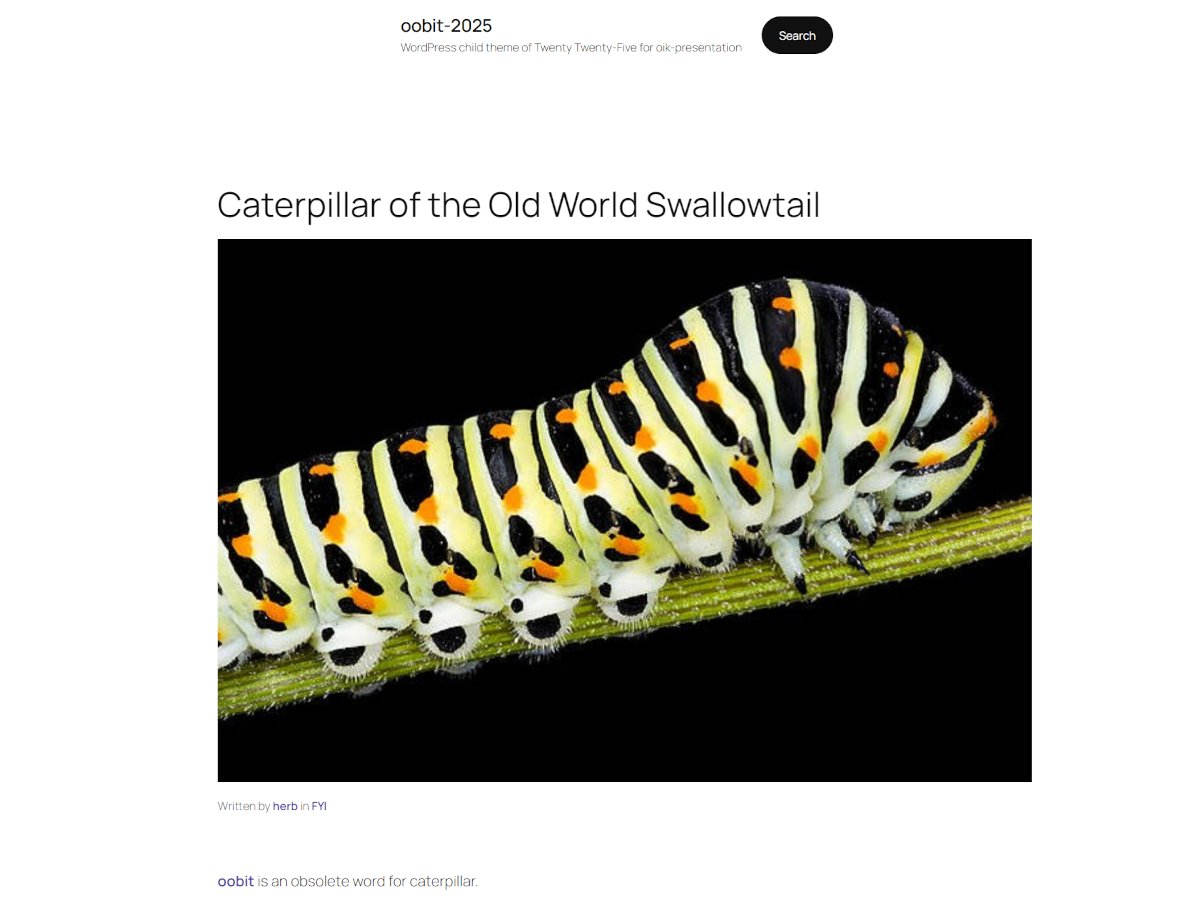 oobit-2025
WordPress child theme of Twenty Twenty-Five for oik-presentation
Search
Caterpillar of the Old World Swallowtail
Written by herb in FYI
oobit is an obsolete word for caterpillar.